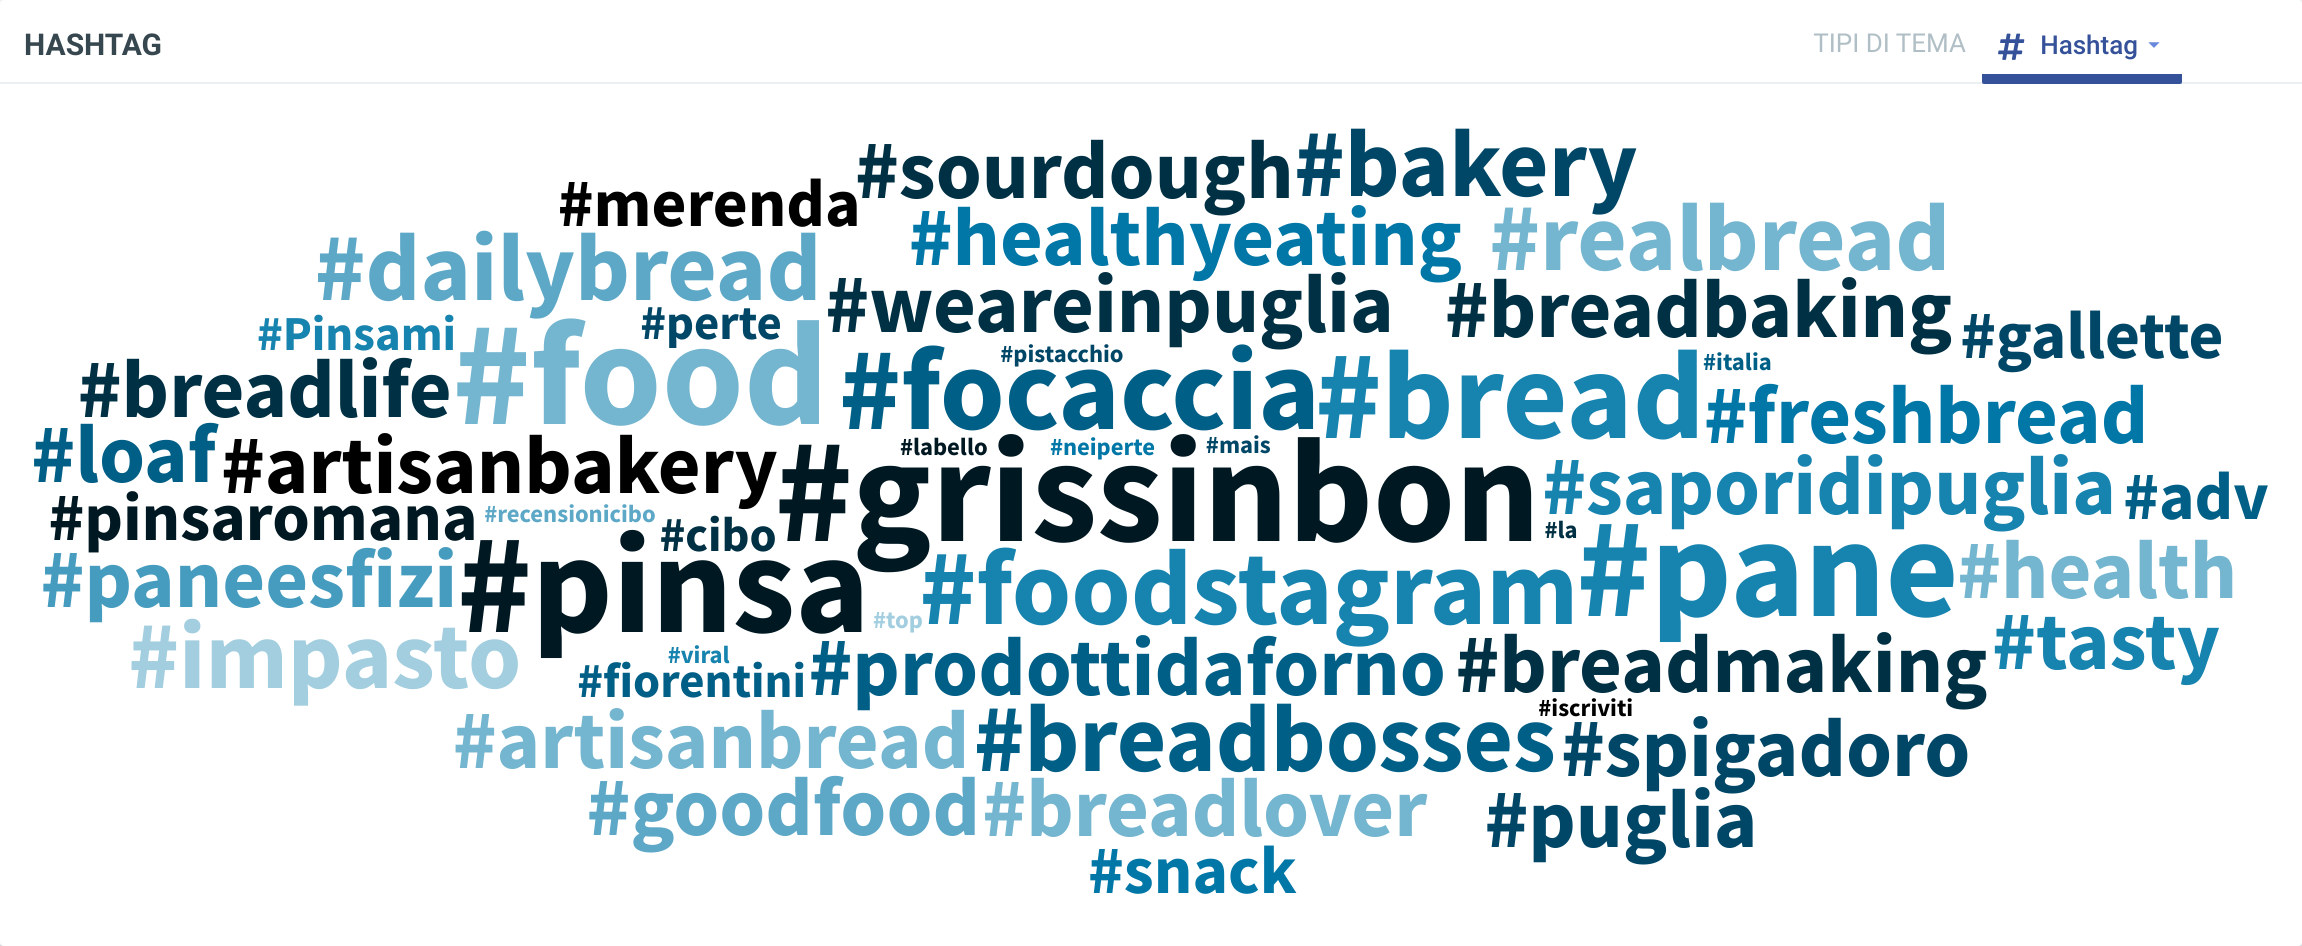 HASHTAG
TIPI DI TEMA # Hashtag
#sourdough #bakery
#merenda
#healthyeating #realbread
#dailybread
#weareinpuglia #breadbaking
#Pinsami #perte #gallette
#food #pistacchio #italia
#breadlife #focaccia #bread #freshbread
#loaf #artisanbakery #labello #neiperte #mais
#grissinbon #saporidipuglia #adv
#pinsaromana #recensionicibo #cibo #la
#paneesfizi #pinsa #foodstagram #pane #health
#top
#impasto #viral #tasty
#fiorentini #prodottidaforno #breadmaking
#iscriviti
#artisanbread #breadbosses #spigadoro
#goodfood #breadlover #puglia
#snack